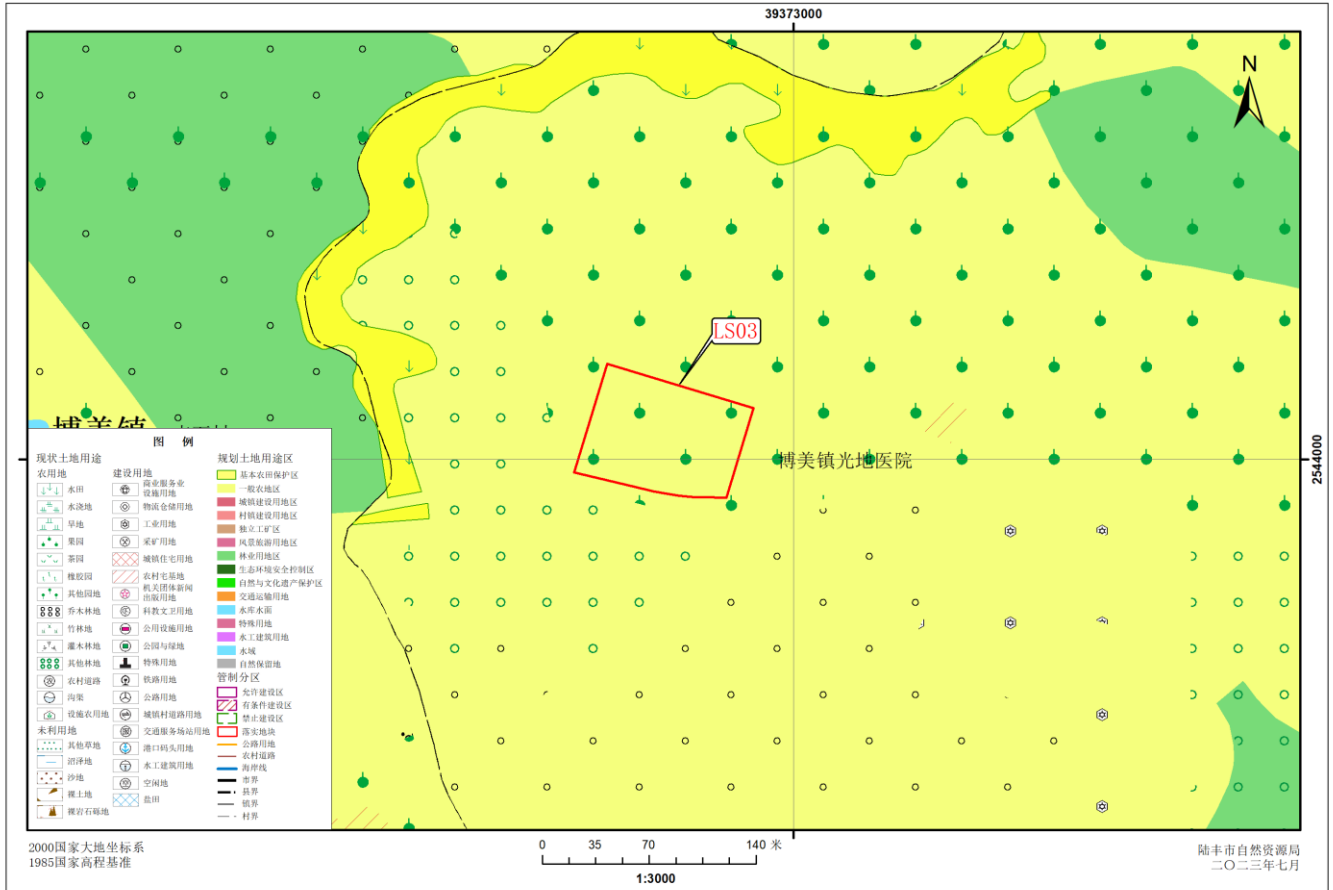 39373000
N
LS03
博美镇
博美镇光地医院
2544000
图 例
现状土地用途
农用地
水田
水浇地
旱地
果园
茶园
橡胶园
其他园地
乔木林地
竹林地
灌木林地
其他林地
农村道路
沟渠
设施农用地
未利用地
其他草地
沼泽地
沙地
裸土地
裸岩石砾地
建设用地
商业服务业
设施用地
物流仓储用地
工业用地
采矿用地
城镇住宅用地
农村宅基地
机关团体新闻
出版用地
科教文卫用地
公用设施用地
公园与绿地
特殊用地
铁路用地
公路用地
城镇村道路用地
交通服务场站用地
港口码头用地
水工建筑用地
空闲地
盐田
规划土地用途区
基本农田保护区
一般农地区
城镇建设用地区
村镇建设用地区
独立工矿区
风景旅游用地区
林业用地区
生态环境安全控制区
自然与文化遗产保护区
交通运输用地
水库水面
特殊用地
水工建筑用地
水域
自然保留地
管制分区
允许建设区
有条件建设区
禁止建设区
落实地块
公路用地
农村道路
海岸线
市界
县界
镇界
村界
2000国家大地坐标系
1985国家高程基准
0 35 70 140 米
1:3000
陆丰市自然资源局
二〇二三年七月